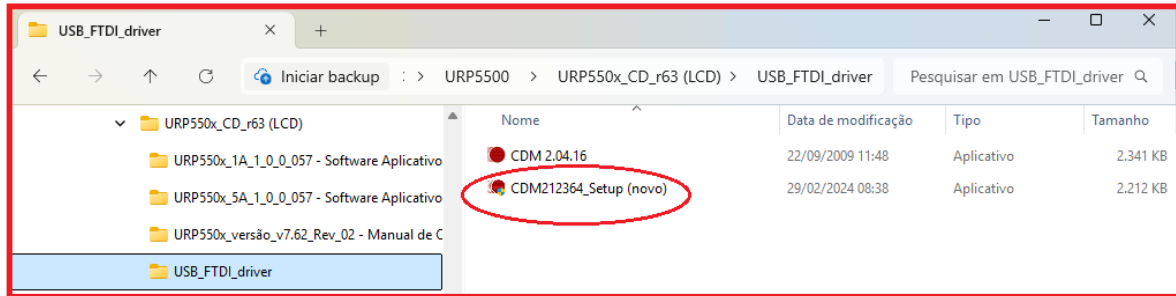 USB_FTDI_driver
Iniciar backup URP5500 > URP550x_CD_r63 (LCD) > USB_FTDI_driver Pesquisar em USB_FTDI_driver
URP550x_CD_r63 (LCD) Nome Data de modificação Tipo Tamanho
URP550x_1A_1_0_0_057 - Software Aplicativo CDM 2.04.16 22/09/2009 11:48 Aplicativo 2.341 KB
URP550x_5A_1_0_0_057 - Software Aplicativo CDM212364_Setup (novo) 29/02/2024 08:38 Aplicativo 2.212 KB
URP550x_versão_v7.62_Rev_02 - Manual de C
USB_FTDI_driver